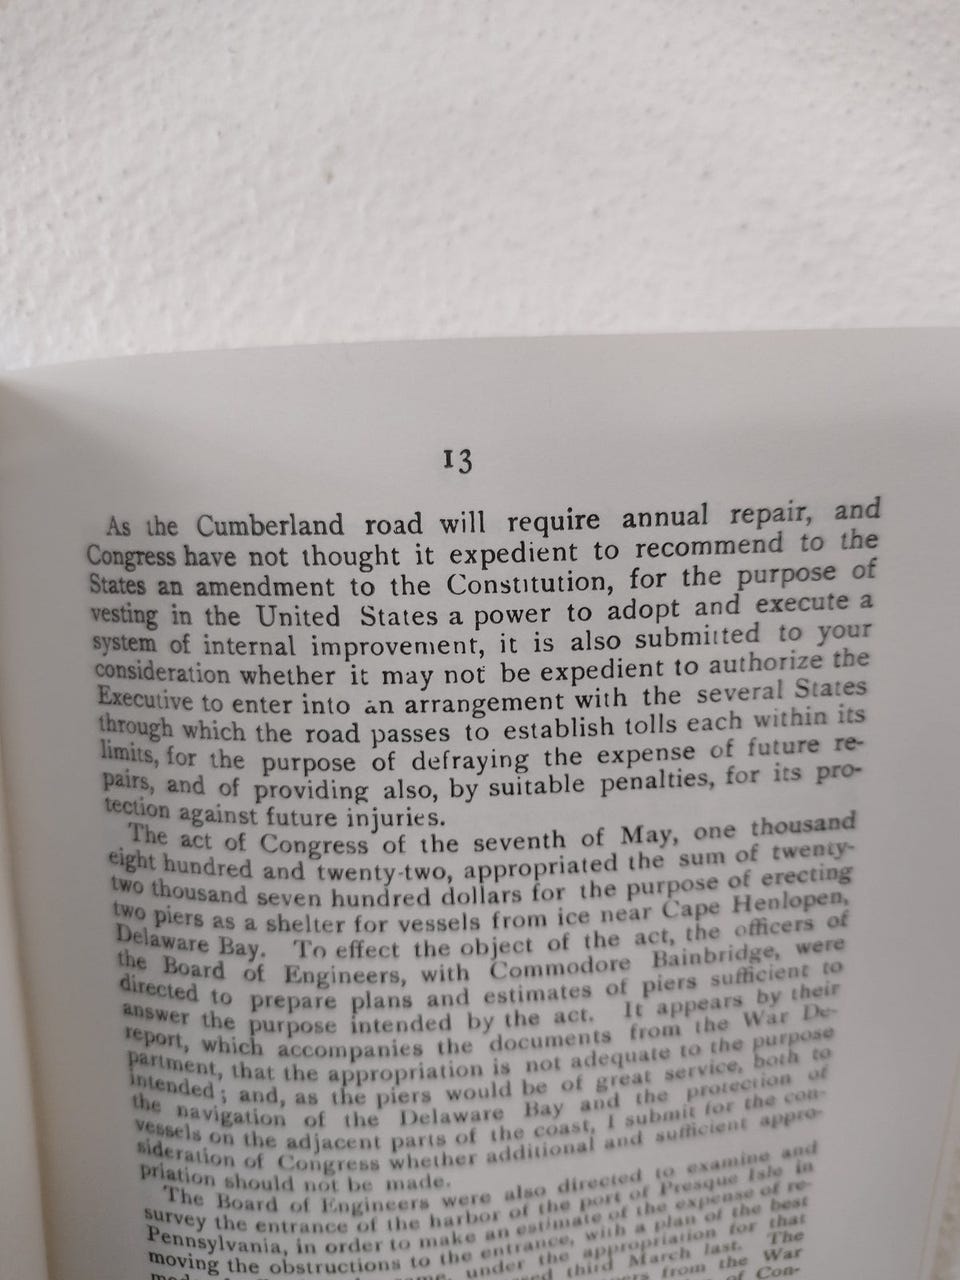 13
As the Cumberland road will require annual repair, and
Congress have not thought it expedient to recommend to the
States an amendment to the Constitution, for the purpose of
vesting in the United States a power to adopt and execute a
system of internal improvement, it is also submitted to your
consideration whether it may not be expedient to authorize the
Executive to enter into an arrangement with the several States
through which the road passes to establish tolls each within its
limits, for the purpose of defraying the expense of future re-
pairs, and of providing also, by suitable penalties, for its pro-
tection against future injuries.
The act of Congress of the seventh of May, one thousand
eight hundred and twenty-two, appropriated the sum of twenty-
two thousand seven hundred dollars for the purpose of erecting
two piers as a shelter for vessels from ice near Cape Henlopen,
Delaware Bay. To effect the object of the act, the officers of
the Board of Engineers, with Commodore Bainbridge, were
directed to prepare plans and estimates of piers sufficient to
answer the purpose intended by the act. It appears by their
report, which accompanies the documents from the War De-
partment, that the appropriation is not adequate to the purpose
intended; and, as the piers would be of great service, both to
the navigation of the Delaware Bay and the protection of
vessels on the adjacent parts of the coast, I submit for the con-
sideration of Congress whether additional and sufficient appro-
priation should not be made.
The Board of Engineers were also directed to examine and
survey the entrance of the harbor of the port of Presque Isle in
Pennsylvania, in order to make an estimate of the expense of re-
moving the obstructions to the entrance, with a plan of the best
under the appropriation for that
third March last. The
from the War
of Con-